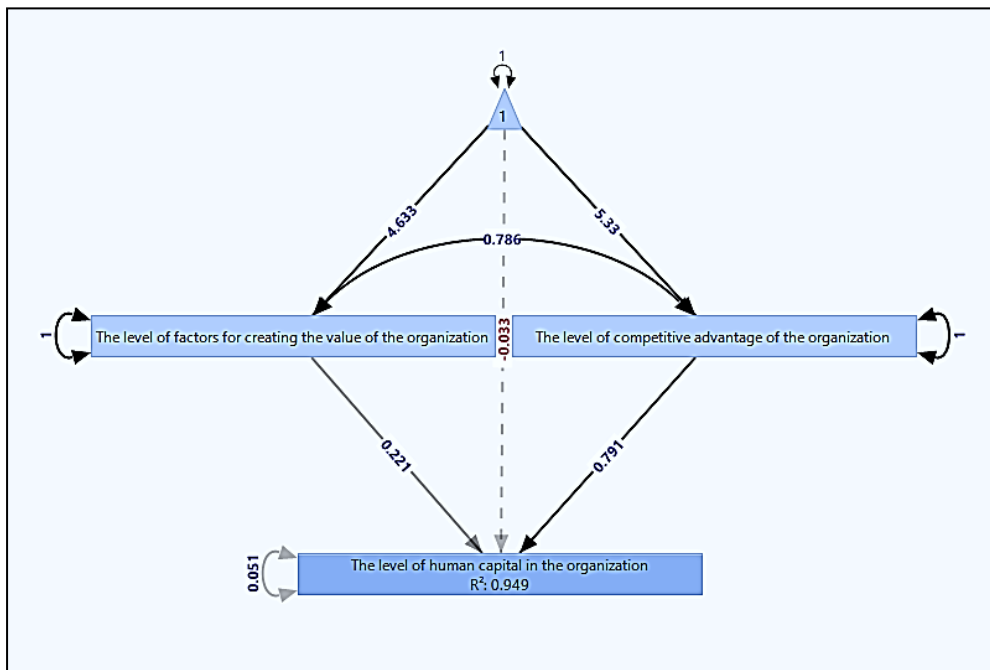 1
1
4.633
5.33
0.786
1
The level of factors for creating the value of the organization
-0.033
The level of competitive advantage of the organization
1
0.221
0.791
0.051
The level of human capital in the organization
R²: 0.949